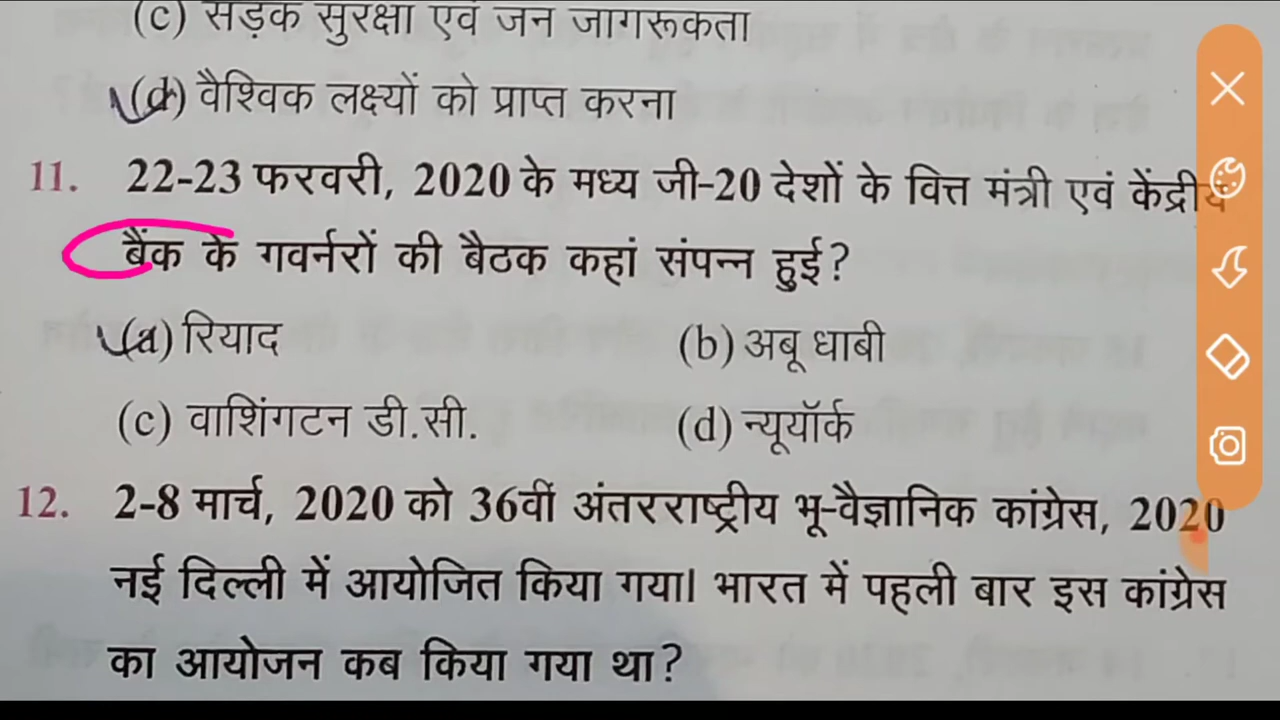 (c) सड़क सुरक्षा एवं जन जागरूकता
(d) वैश्विक लक्ष्यों को प्राप्त करना
11. 22-23 फरवरी, 2020 के मध्य जी-20 देशों के वित्त मंत्री एवं केंद्रीय
बैंक के गवर्नरों की बैठक कहां संपन्न हुई?
(a) रियाद (b) अबू धाबी
(c) वाशिंगटन डी.सी. (d) न्यूयॉर्क
12. 2-8 मार्च, 2020 को 36वीं अंतरराष्ट्रीय भू-वैज्ञानिक कांग्रेस, 2020
नई दिल्ली में आयोजित किया गया। भारत में पहली बार इस कांग्रेस
का आयोजन कब किया गया था?